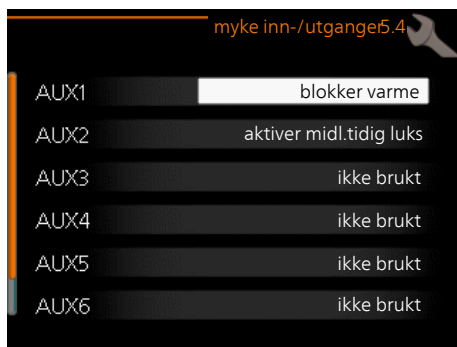 myke inn-/utganger5.4
AUX1 blokker varme
AUX2 aktiver midl.tidig luks
AUX3 ikke brukt
AUX4 ikke brukt
AUX5 ikke brukt
AUX6 ikke brukt